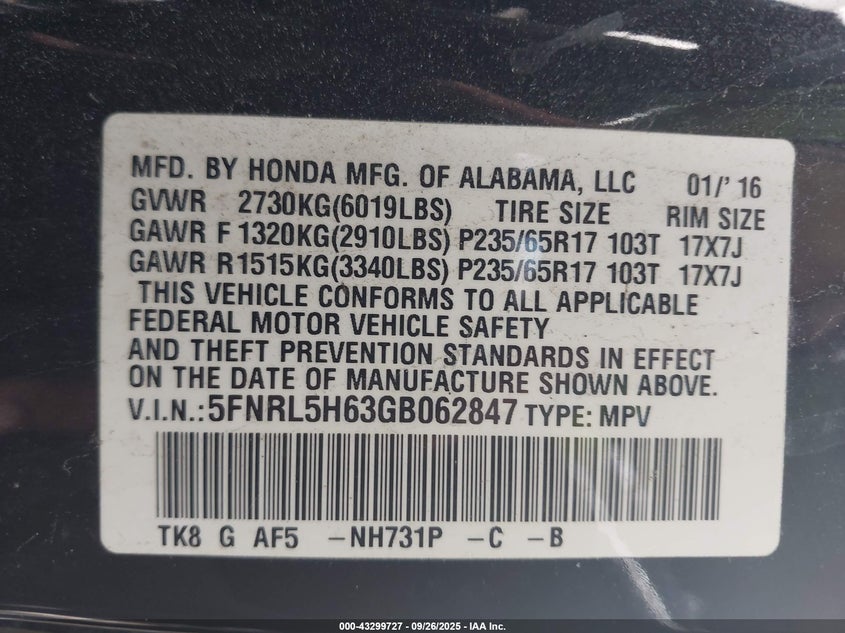 MFD. BY HONDA MFG. OF ALABAMA, LLC 01/'16
GVWR 2730KG(6019LBS) TIRE SIZE RIM SIZE
GAWR F 1320KG(2910LBS) P235/65R17 103T 17X7J
GAWR R1515KG(3340LBS) P235/65R17 103T 17X7J
THIS VEHICLE CONFORMS TO ALL APPLICABLE
FEDERAL MOTOR VEHICLE SAFETY
AND THEFT PREVENTION STANDARDS IN EFFECT
ON THE DATE OF MANUFACTURE SHOWN ABOVE.
V.I.N.:5FNRL5H63GB062847 TYPE: MPV
TK8 G AF5 -NH731P -C -B
000-43299727 - 09/26/2025 - IAA Inc.